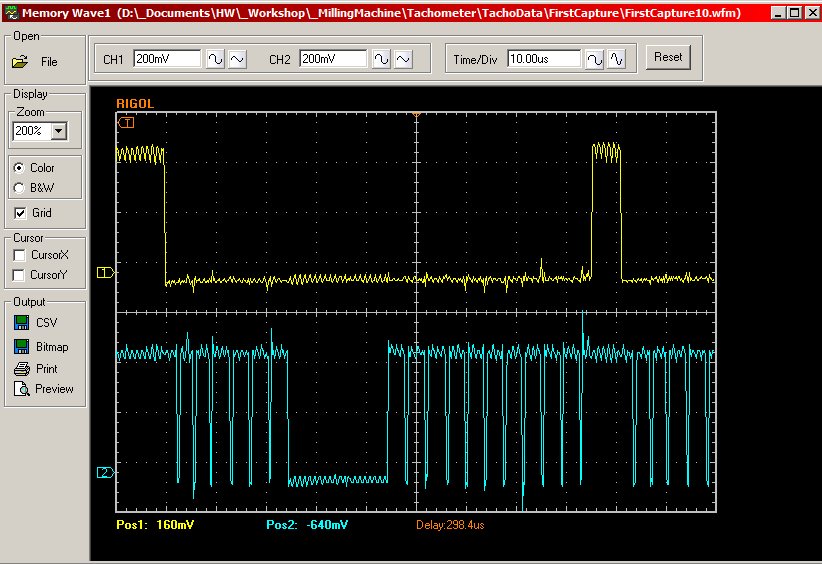 Memory Wave1 (D:\_Documents\HW\_Workshop\_MillingMachine\Tachometer\TachoData\FirstCapture\FirstCapture10.wfm)
Open
File
CH1 200mV CH2 200mV Time/Div 10.00us Reset
Display
Zoom
200%
Color
B&W
Grid
Cursor
CursorX
CursorY
Output
CSV
Bitmap
Print
Preview
RIGOL
T
1
2
Pos1: 160mV Pos2: -640mV Delay:298.4us